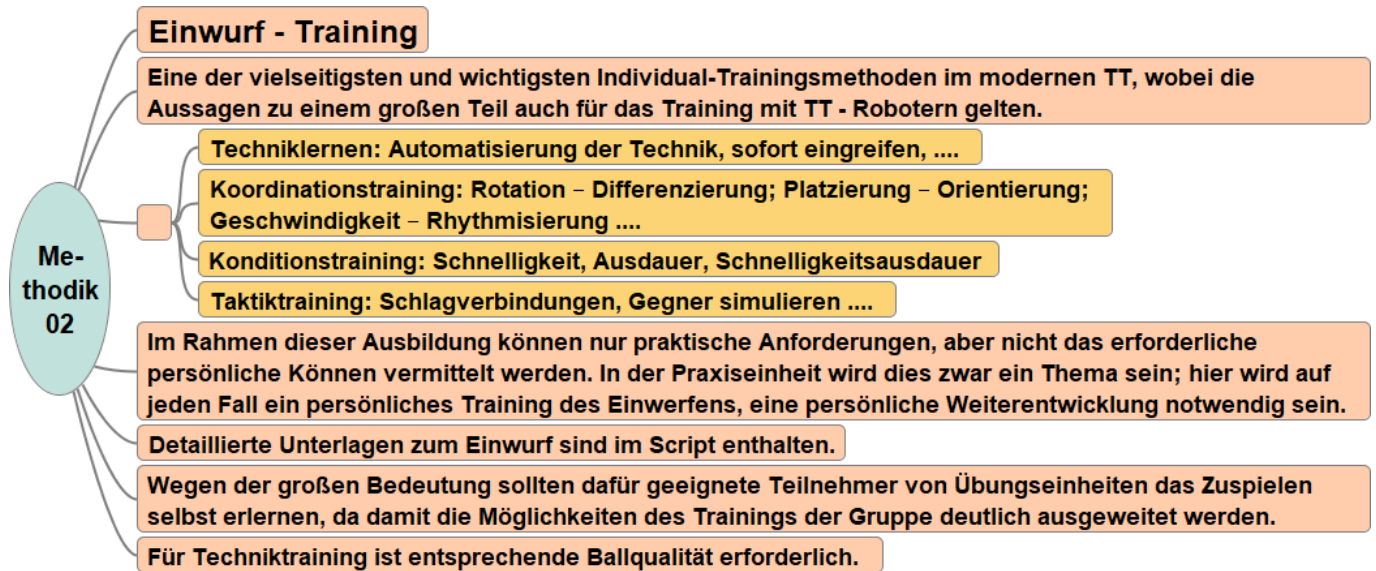 Einwurf - Training
Eine der vielseitigsten und wichtigsten Individual-Trainingsmethoden im modernen TT, wobei die
Aussagen zu einem großen Teil auch für das Training mit TT - Robotern gelten.
Techniklernen: Automatisierung der Technik, sofort eingreifen, ....
Koordinationstraining: Rotation – Differenzierung; Platzierung – Orientierung;
Geschwindigkeit – Rhythmisierung ....
Konditionstraining: Schnelligkeit, Ausdauer, Schnelligkeitsausdauer
Taktiktraining: Schlagverbindungen, Gegner simulieren ....
Me-
thodik
02
Im Rahmen dieser Ausbildung können nur praktische Anforderungen, aber nicht das erforderliche
persönliche Können vermittelt werden. In der Praxiseinheit wird dies zwar ein Thema sein; hier wird auf
jeden Fall ein persönliches Training des Einwerfens, eine persönliche Weiterentwicklung notwendig sein.
Detaillierte Unterlagen zum Einwurf sind im Script enthalten.
Wegen der großen Bedeutung sollten dafür geeignete Teilnehmer von Übungseinheiten das Zuspielen
selbst erlernen, da damit die Möglichkeiten des Trainings der Gruppe deutlich ausgeweitet werden.
Für Techniktraining ist entsprechende Ballqualität erforderlich.